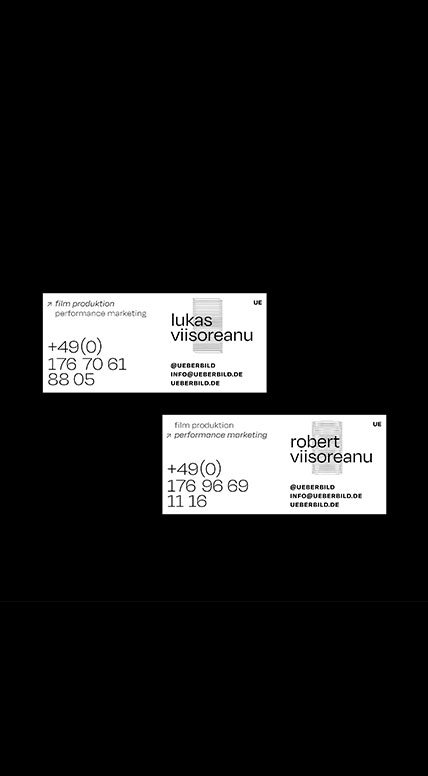 ↗ film produktion
performance marketing
+49(0)
176 70 61
88 05
UE
lukas
viisoreanu
@UEBERBILD
INFO@UEBERBILD.DE
UEBERBILD.DE
film produktion
↗ performance marketing
+49(0)
176 96 69
11 16
UE
robert
viisoreanu
@UEBERBILD
INFO@UEBERBILD.DE
UEBERBILD.DE